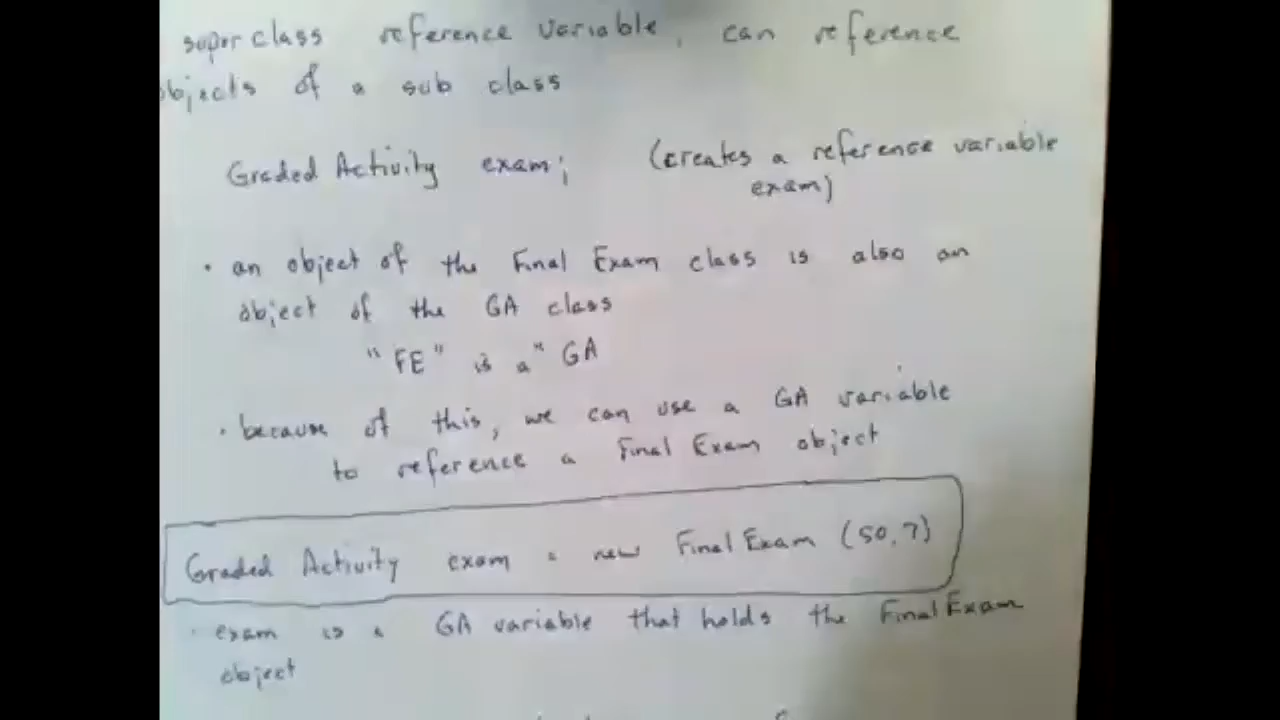 superclass reference variable, can reference
objects of a sub class
Graded Activity exam; (creates a reference variable
exam)
• an object of the Final Exam class is also an
object of the GA class
"FE" is a" GA
• because of this, we can use a GA variable
to reference a Final Exam object
Graded Activity exam = new Final Exam (50,7)
• exam is a GA variable that holds the Final Exam
object